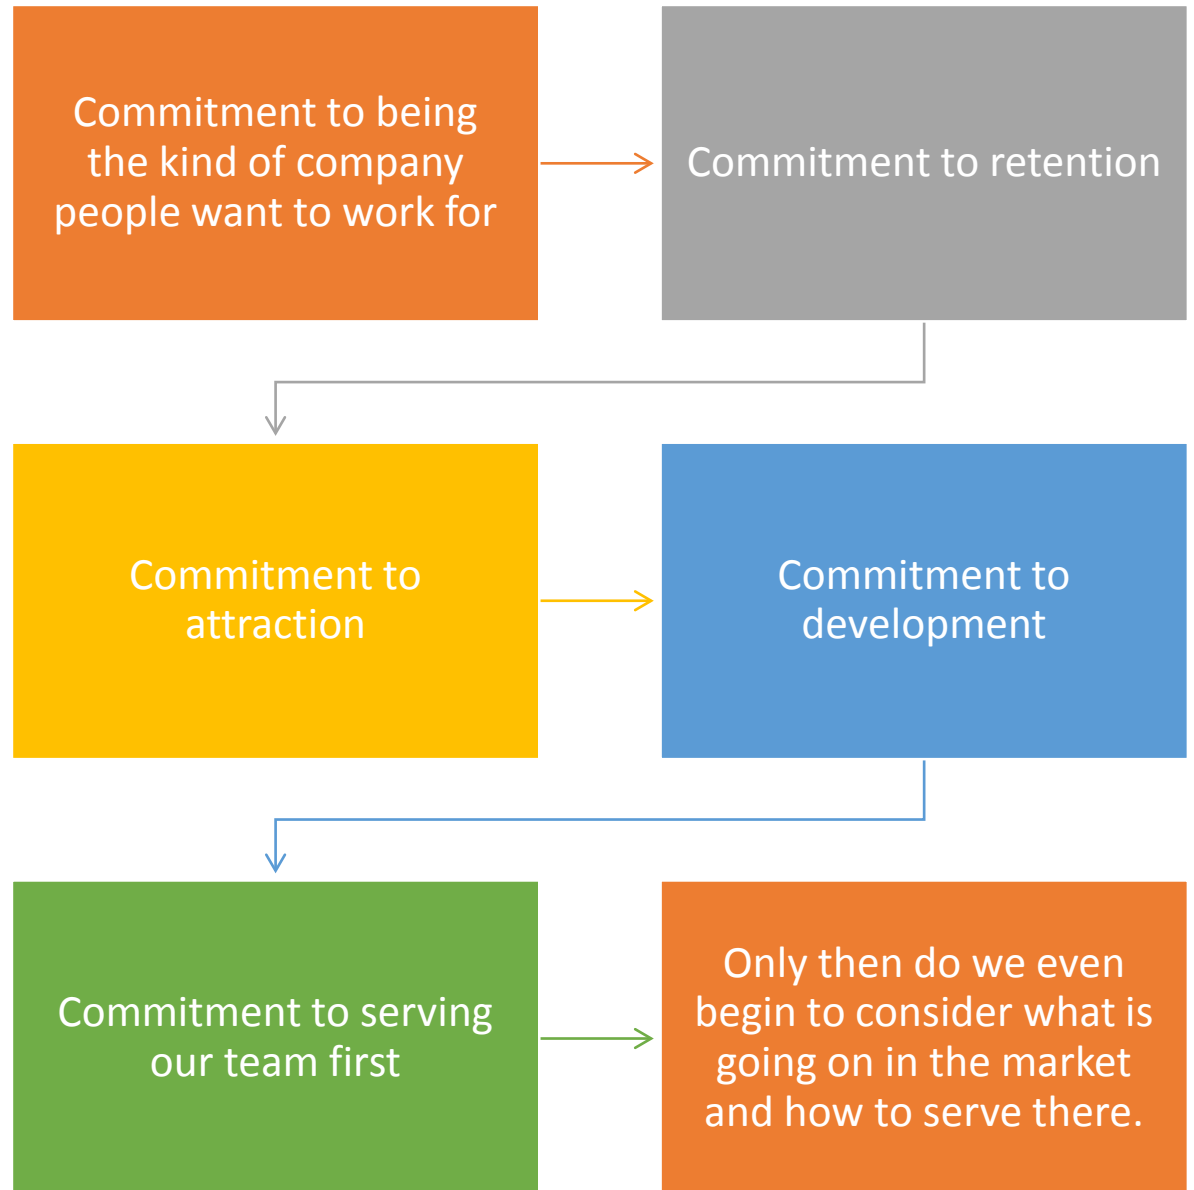 Commitment to being
the kind of company
people want to work for
Commitment to retention
Commitment to
attraction
Commitment to
development
Commitment to serving
our team first
Only then do we even
begin to consider what is
going on in the market
and how to serve there.